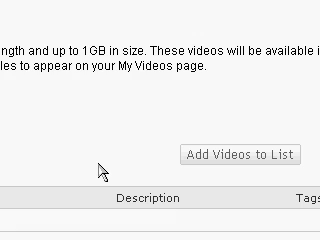 ngth and up to 1GB in size. These videos will be available i
les to appear on your My Videos page.
Add Videos to List
Description Tags